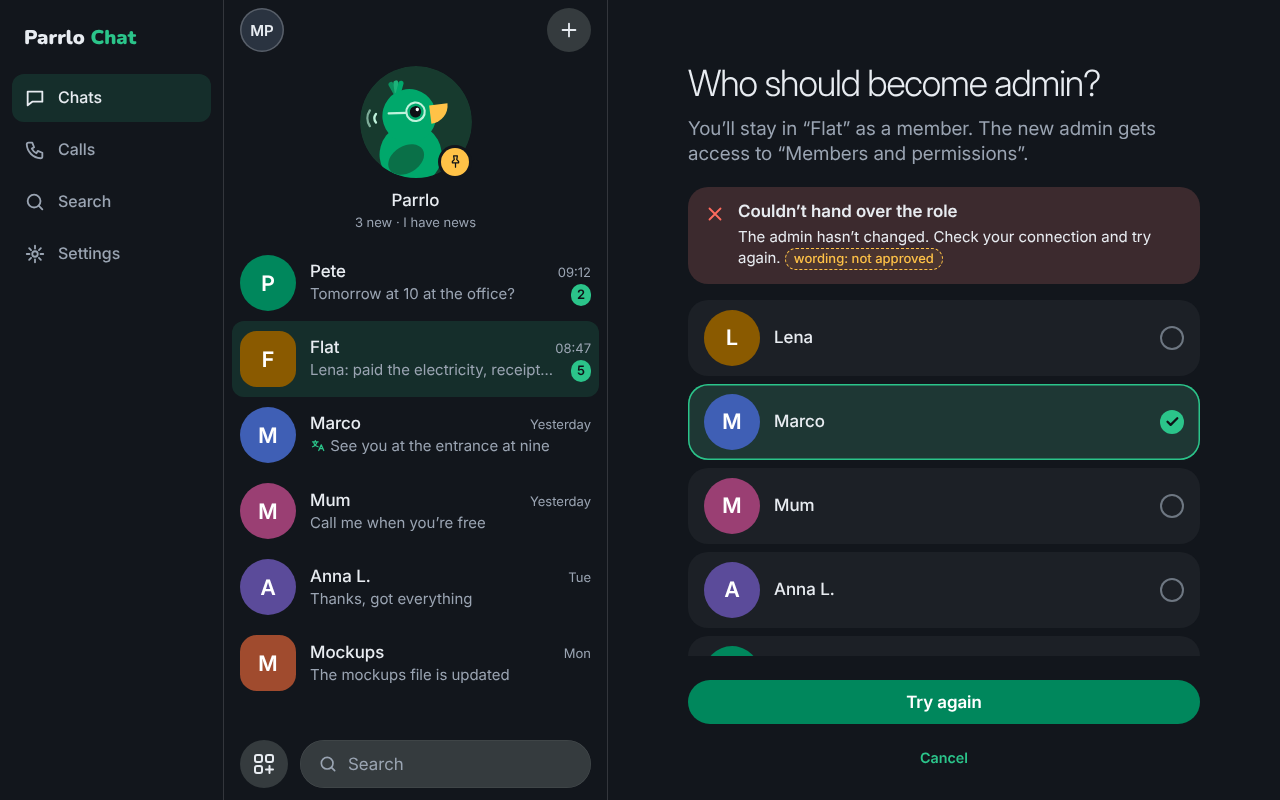 Parrlo Chat
Chats
Calls
Search
Settings
MP
Parrlo
3 new · I have news
P
Pete
09:12
Tomorrow at 10 at the office?
2
F
Flat
08:47
Lena: paid the electricity, receipt...
5
M
Marco
Yesterday
See you at the entrance at nine
M
Mum
Yesterday
Call me when you’re free
A
Anna L.
Tue
Thanks, got everything
M
Mockups
Mon
The mockups file is updated
Search
Who should become admin?
You’ll stay in “Flat” as a member. The new admin gets
access to “Members and permissions”.
Couldn’t hand over the role
The admin hasn’t changed. Check your connection and try
again. wording: not approved
L
Lena
M
Marco
M
Mum
A
Anna L.
Try again
Cancel